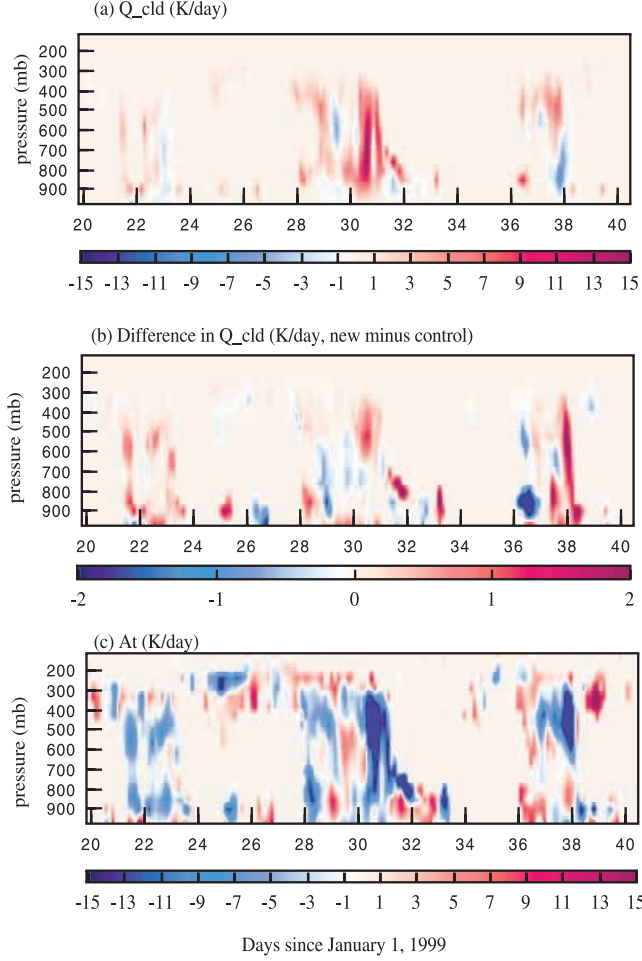 (a) Q_cld (K/day)
pressure (mb)
200
300
400
500
600
700
800
900
20 22 24 26 28 30 32 34 36 38 40
-15 -13 -11 -9 -7 -5 -3 -1 1 3 5 7 9 11 13 15
(b) Difference in Q_cld (K/day, new minus control)
pressure (mb)
200
300
400
500
600
700
800
900
20 22 24 26 28 30 32 34 36 38 40
-2 -1 0 1 2
(c) At (K/day)
pressure (mb)
200
300
400
500
600
700
800
900
20 22 24 26 28 30 32 34 36 38 40
-15 -13 -11 -9 -7 -5 -3 -1 1 3 5 7 9 11 13 15
Days since January 1, 1999